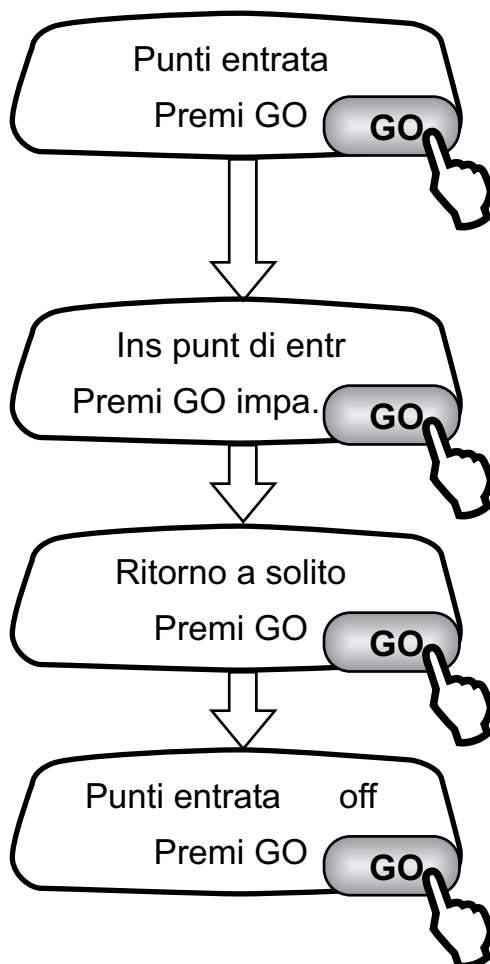 Punti entrata
Premi GO GO
Ins punt di entr
Premi GO impa. GO
Ritorno a solito
Premi GO GO
Punti entrata off
Premi GO GO